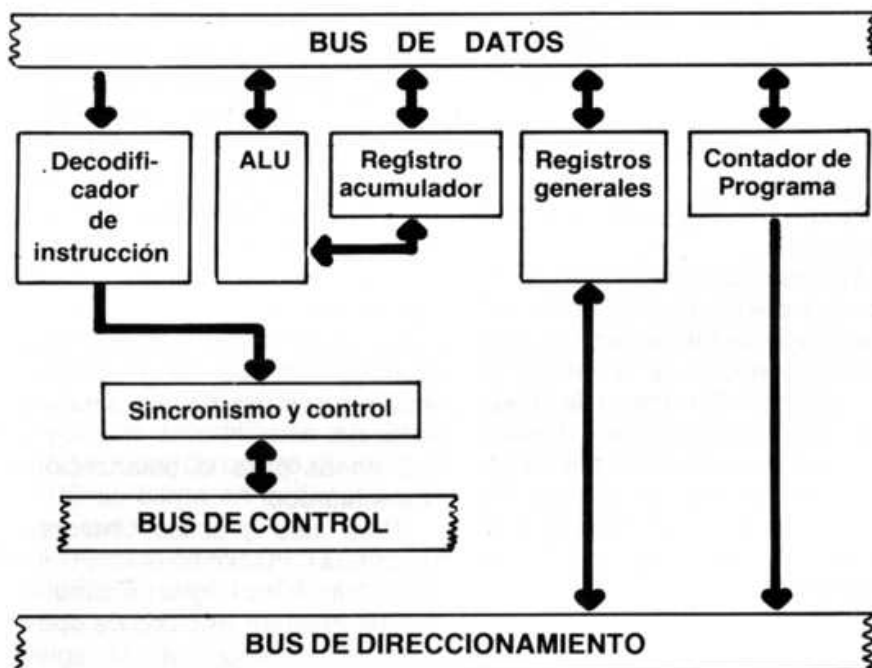 BUS DE DATOS
Decodifi-
cador
de
instrucción
ALU
Registro
acumulador
Registros
generales
Contador de
Programa
Sincronismo y control
BUS DE CONTROL
BUS DE DIRECCIONAMIENTO